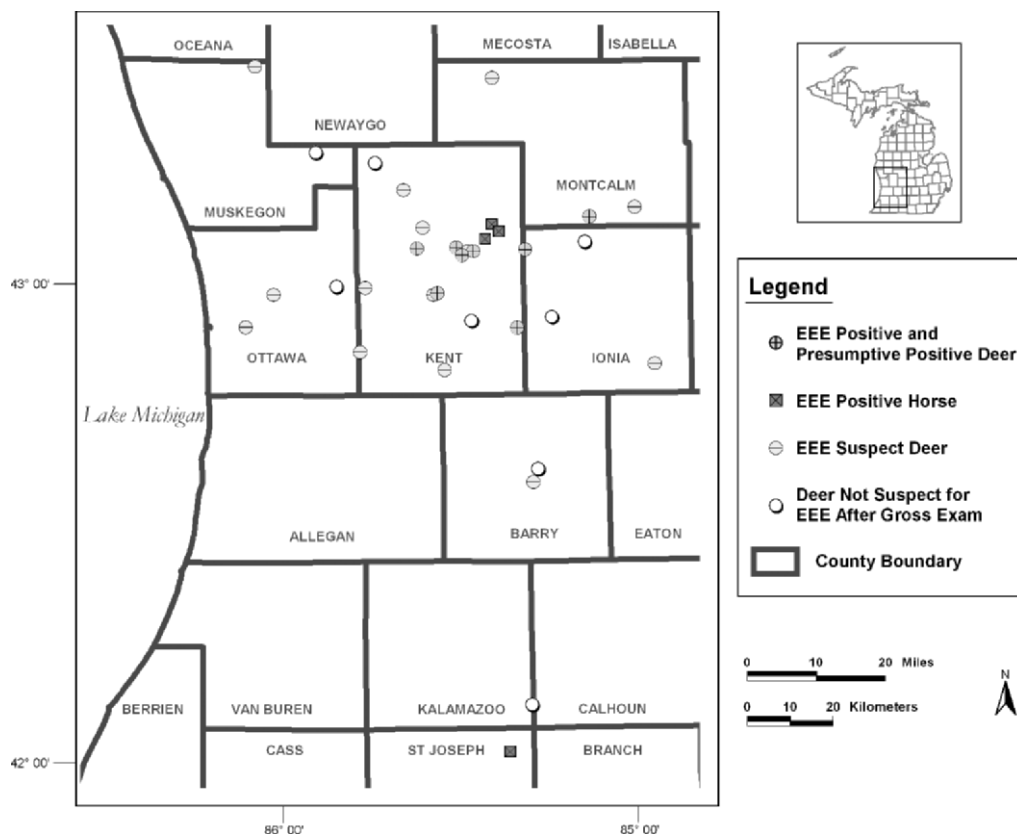 OCEANA
MECOSTA
ISABELLA
NEWAYGO
MONTCALM
MUSKEGON
43° 00'
OTTAWA
KENT
IONIA
Lake Michigan
ALLEGAN
BARRY
EATON
BERRIEN
VAN BUREN
KALAMAZOO
CALHOUN
CASS
ST JOSEPH
BRANCH
42° 00'
86° 00'
85° 00'
Legend
EEE Positive and
Presumptive Positive Deer
EEE Positive Horse
EEE Suspect Deer
Deer Not Suspect for
EEE After Gross Exam
County Boundary
0 10 20 Miles
0 10 20 Kilometers
N